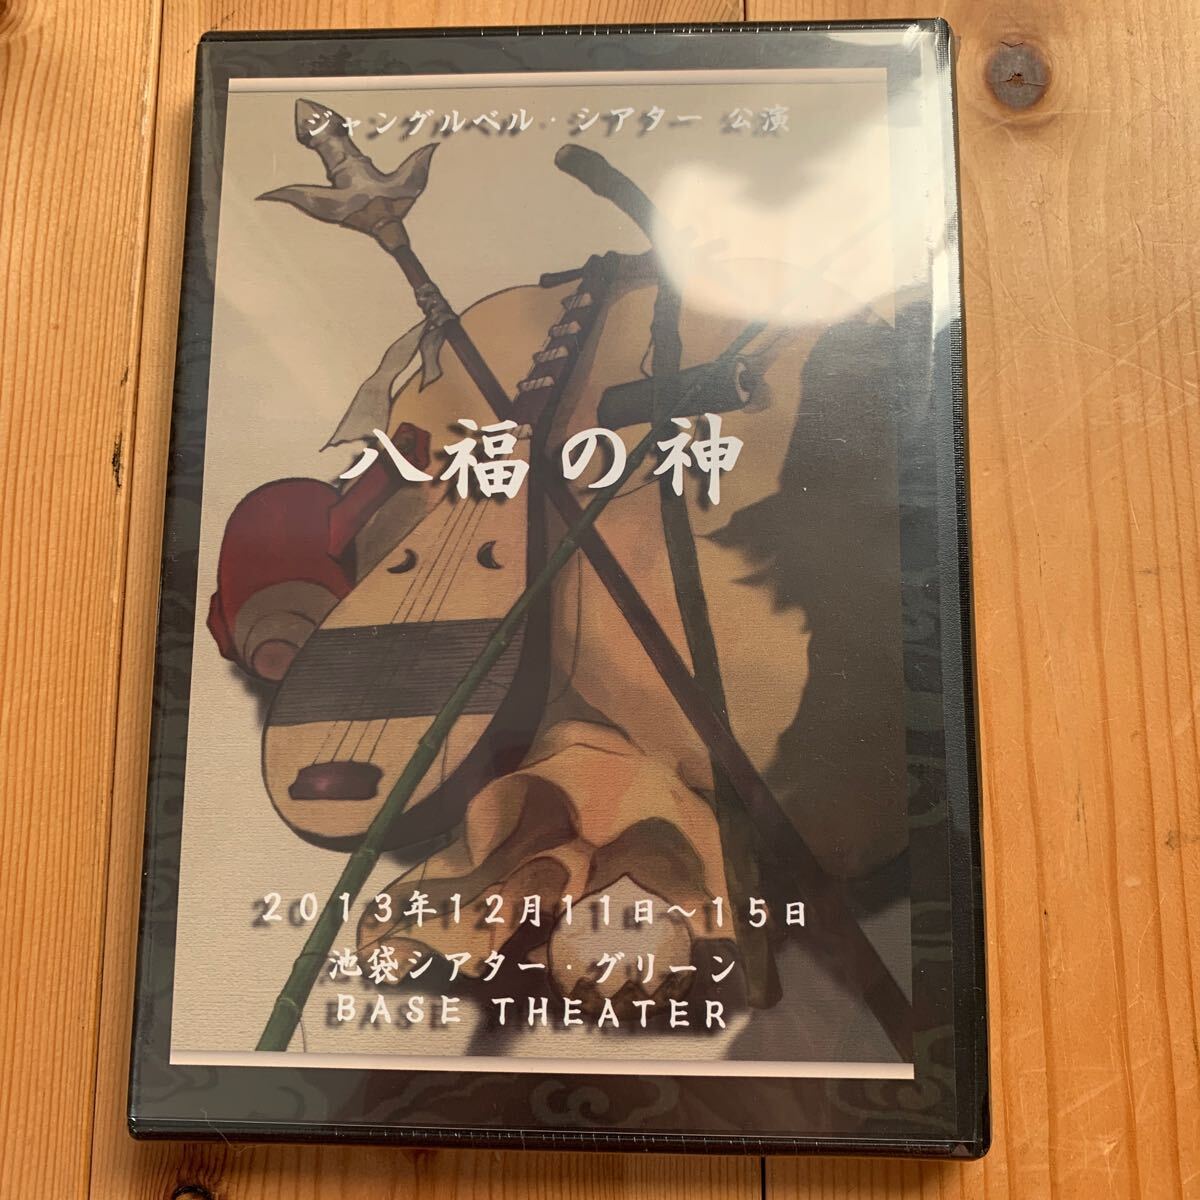 ジャングルベル・シアター 公演
八福の神
2013年12月11日～15日
池袋シアター・グリーン
BASE THEATER